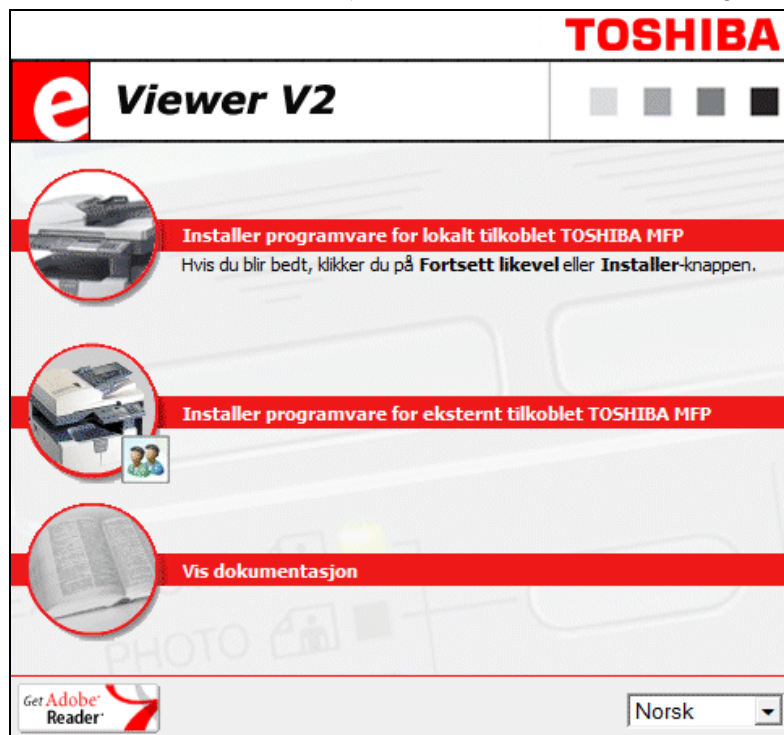 TOSHIBA
e Viewer V2
Installer programvare for lokalt tilkoblet TOSHIBA MFP
Hvis du blir bedt, klikker du på Fortsett likevel eller Installer-knappen.
Installer programvare for eksternt tilkoblet TOSHIBA MFP
Vis dokumentasjon
PHOTO
Get Adobe®
Reader®
Norsk